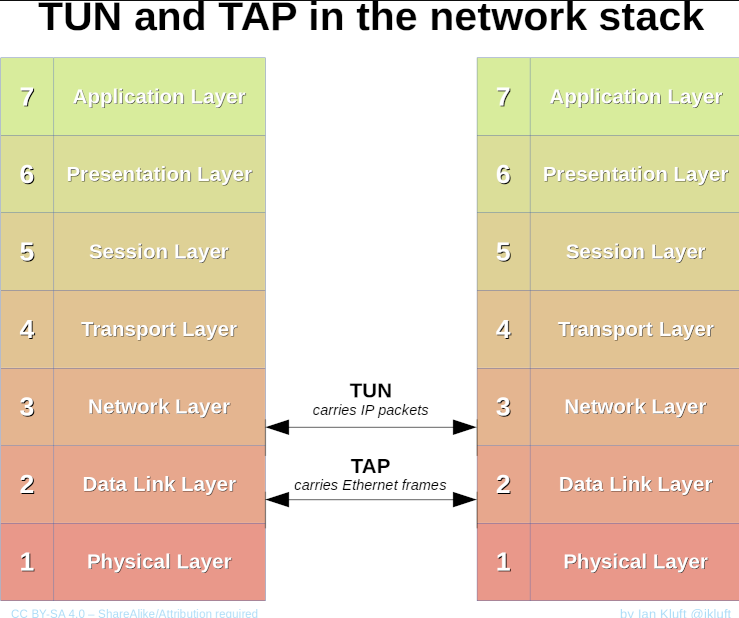 TUN and TAP in the network stack
7 Application Layer
6 Presentation Layer
5 Session Layer
4 Transport Layer
3 Network Layer
2 Data Link Layer
1 Physical Layer
TUN
carries IP packets
TAP
carries Ethernet frames
7 Application Layer
6 Presentation Layer
5 Session Layer
4 Transport Layer
3 Network Layer
2 Data Link Layer
1 Physical Layer
CC BY-SA 4.0 – ShareAlike/Attribution required
by Ian Kluft @ikluft